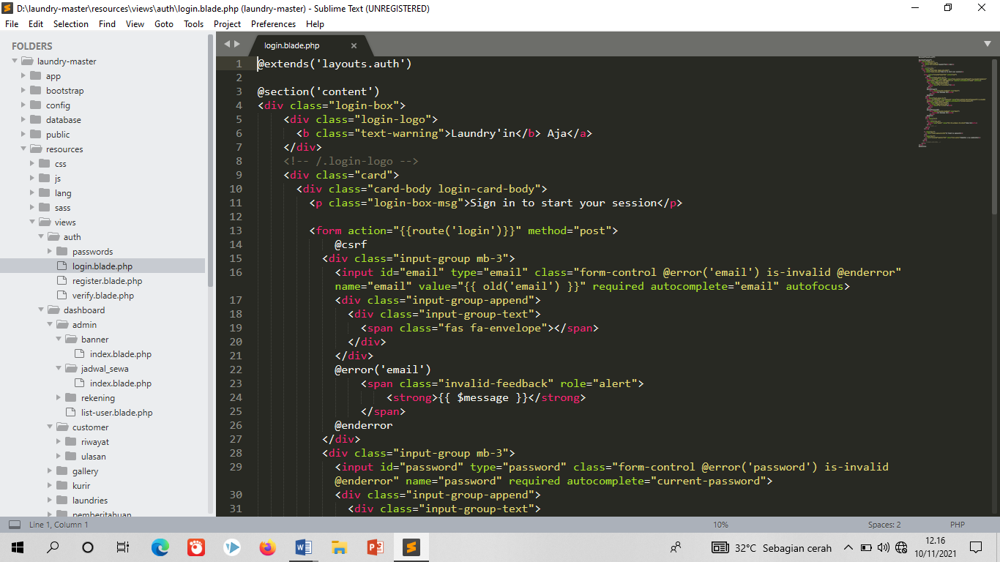 D:\laundry-master\resources\views\auth\login.blade.php (laundry-master) - Sublime Text (UNREGISTERED)
File Edit Selection Find View Goto Tools Project Preferences Help
FOLDERS
laundry-master
app
bootstrap
config
database
public
resources
css
js
lang
sass
views
auth
passwords
login.blade.php
register.blade.php
verify.blade.php
dashboard
admin
banner
index.blade.php
jadwal_sewa
index.blade.php
rekening
list-user.blade.php
customer
riwayat
ulasan
gallery
kurir
laundries
pemberitahuan
login.blade.php
1 @extends('layouts.auth')
2
3 @section('content')
4 <div class="login-box">
5 <div class="login-logo">
6 <b class="text-warning">Laundry'in</b> Aja</a>
7 </div>
8 <!-- /.login-logo -->
9 <div class="card">
10 <div class="card-body login-card-body">
11 <p class="login-box-msg">Sign in to start your session</p>
12
13 <form action="{{route('login')}}" method="post">
14 @csrf
15 <div class="input-group mb-3">
16 <input id="email" type="email" class="form-control @error('email') is-invalid @enderror"
name="email" value="{{ old('email') }}" required autocomplete="email" autofocus>
17 <div class="input-group-append">
18 <div class="input-group-text">
19 <span class="fas fa-envelope"></span>
20 </div>
21 </div>
22 @error('email')
23 <span class="invalid-feedback" role="alert">
24 <strong>{{ $message }}</strong>
25 </span>
26 @enderror
27 </div>
28 <div class="input-group mb-3">
29 <input id="password" type="password" class="form-control @error('password') is-invalid
@enderror" name="password" required autocomplete="current-password">
30 <div class="input-group-append">
31 <div class="input-group-text">
Line 1, Column 1 10% Spaces: 2 PHP
32°C Sebagian cerah 12.16
10/11/2021